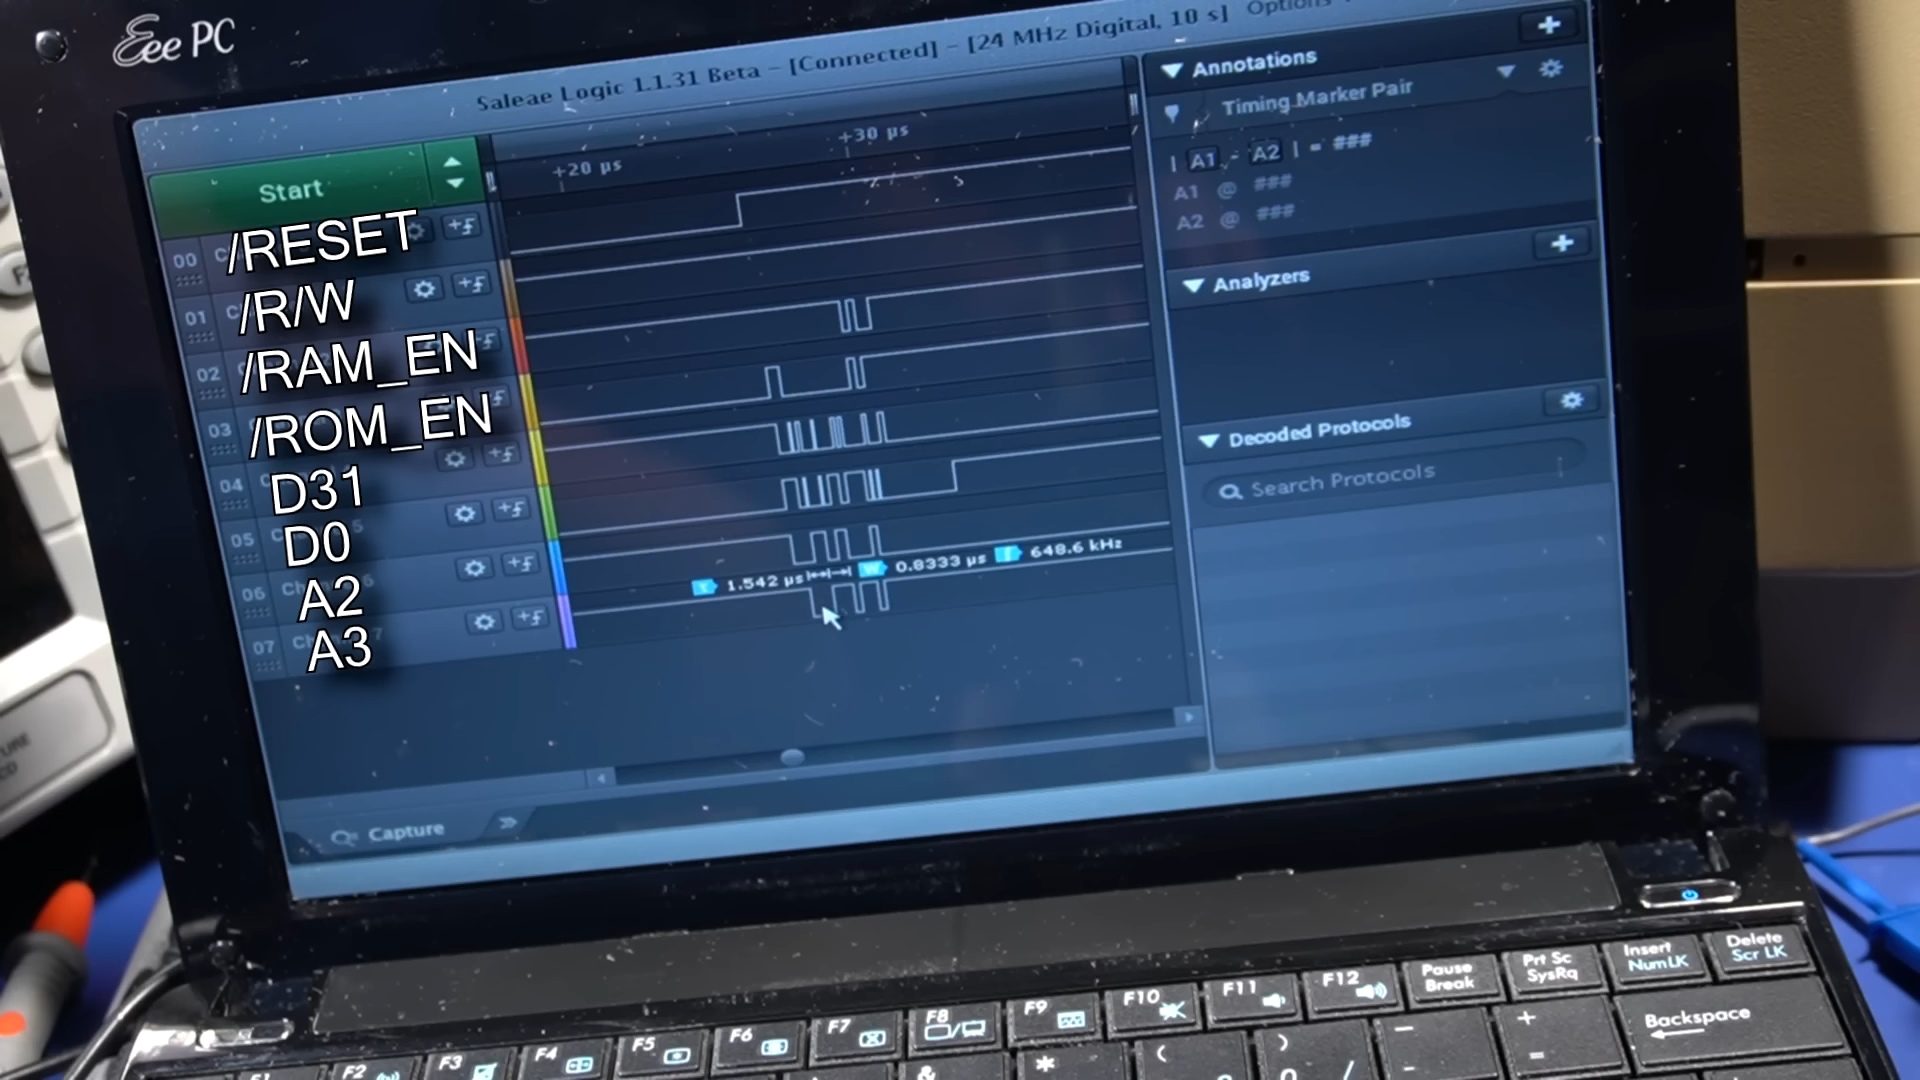 Eee PC
Saleae Logic 1.1.31 Beta - [Connected] - [24 MHz Digital, 10 s] Options
Start
+20 µs
+30 µs
Annotations
Timing Marker Pair
| A1 - A2 | = ###
A1 @ ###
A2 @ ###
Analyzers
Decoded Protocols
Search Protocols
00
/RESET
01
/R/W
02
/RAM_EN
03
/ROM_EN
04
D31
05
D0
06
A2
07
A3
1.542 µs W 0.8333 µs f 648.6 kHz
Capture
F2
F3
F4
F5
F6
F7
F8
F9
F10
F11
F12
Pause
Break
Prt Sc
SysRq
Insert
NumLK
Delete
Scr LK
Backspace
&
*
(
)
-
+
=